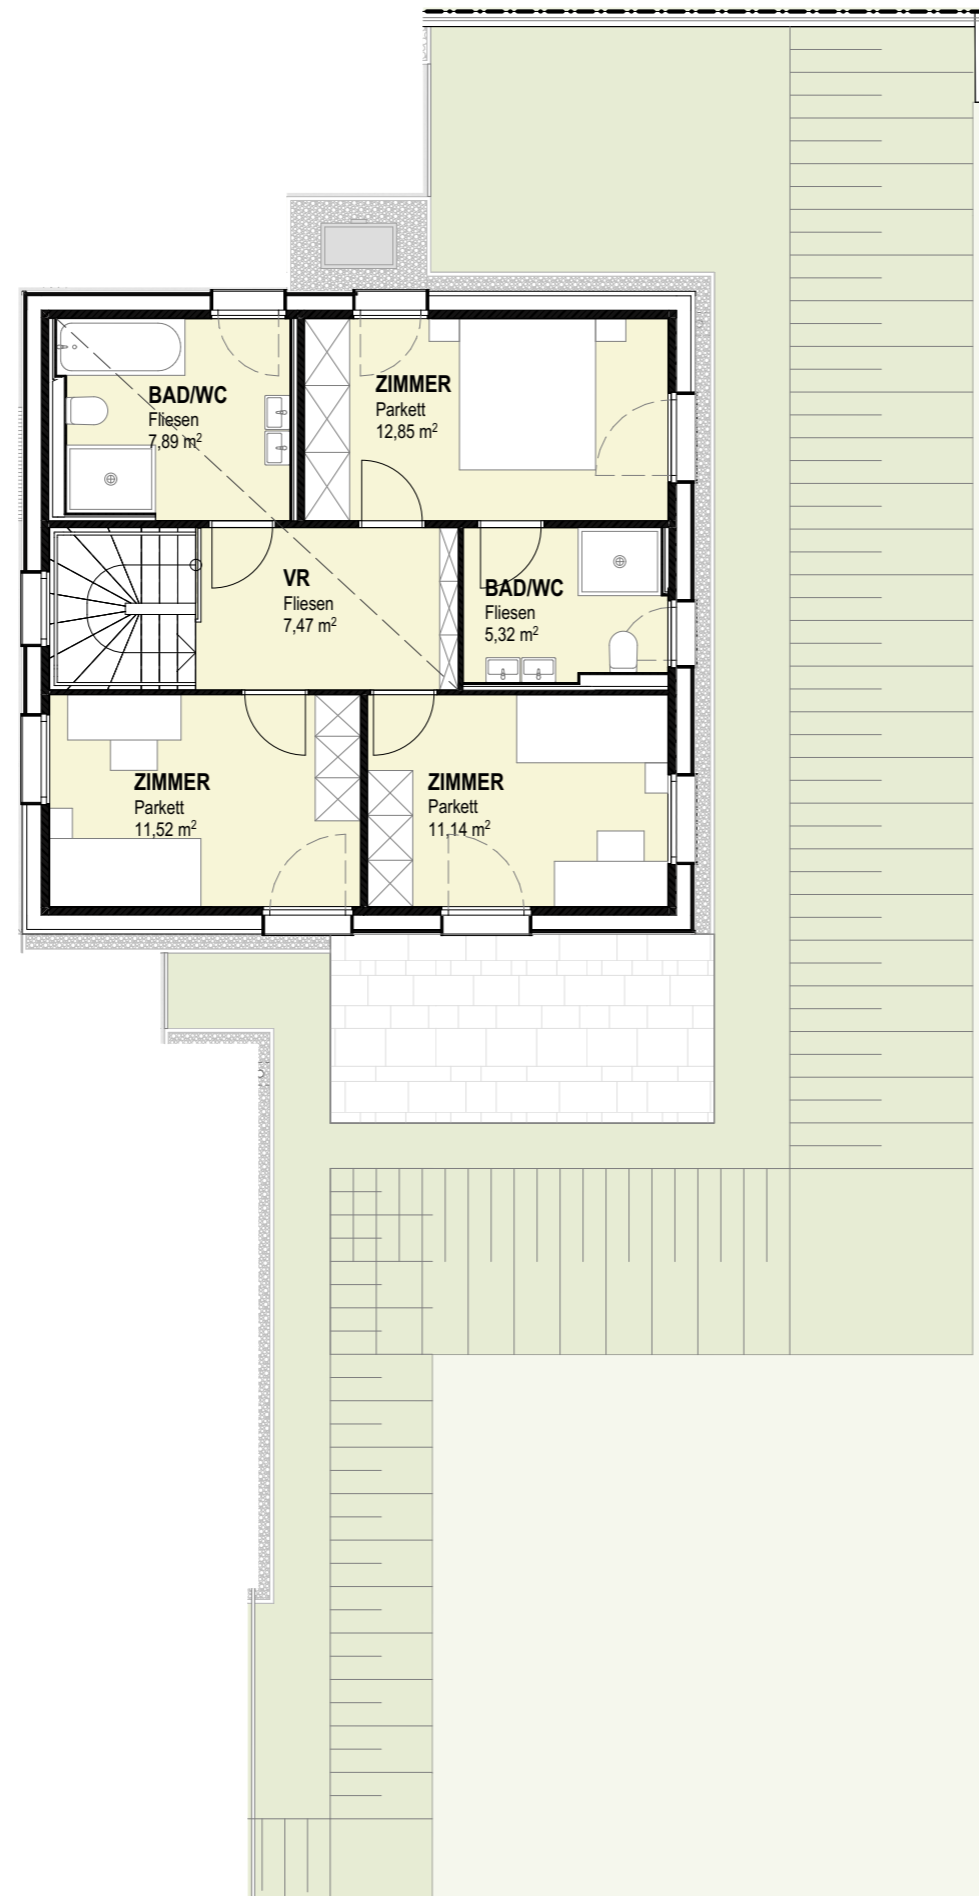 BAD/WC
Fliesen
7,89 m²
ZIMMER
Parkett
12,85 m²
VR
Fliesen
7,47 m²
BAD/WC
Fliesen
5,32 m²
ZIMMER
Parkett
11,52 m²
ZIMMER
Parkett
11,14 m²